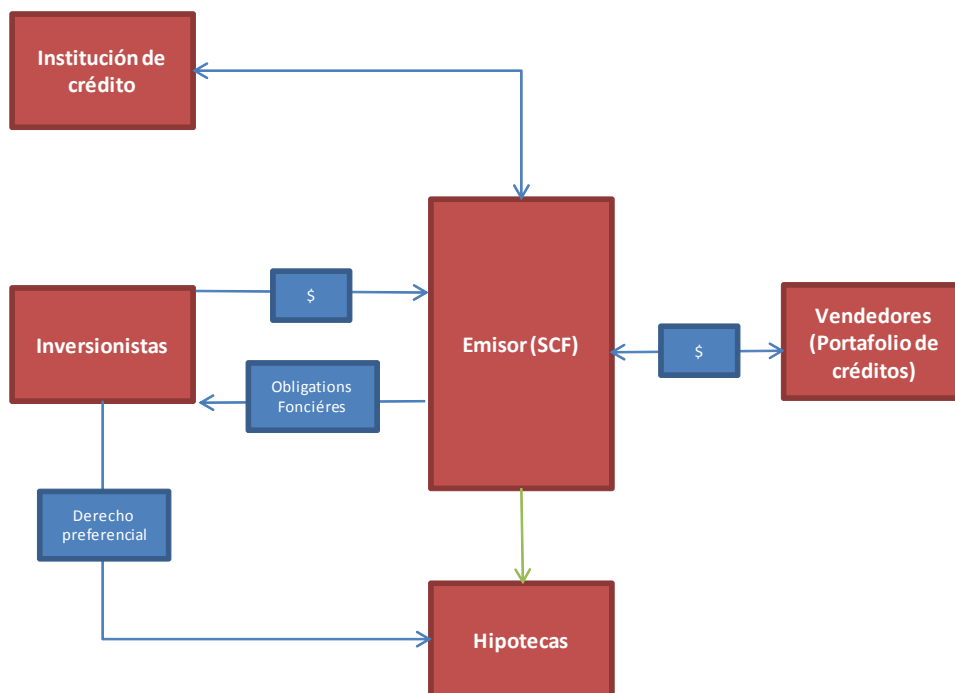 Institución de
crédito
$
Inversionistas
Emisor (SCF)
$
Vendedores
(Portafolio de
créditos)
Obligations
Fonciéres
Derecho
preferencial
Hipotecas